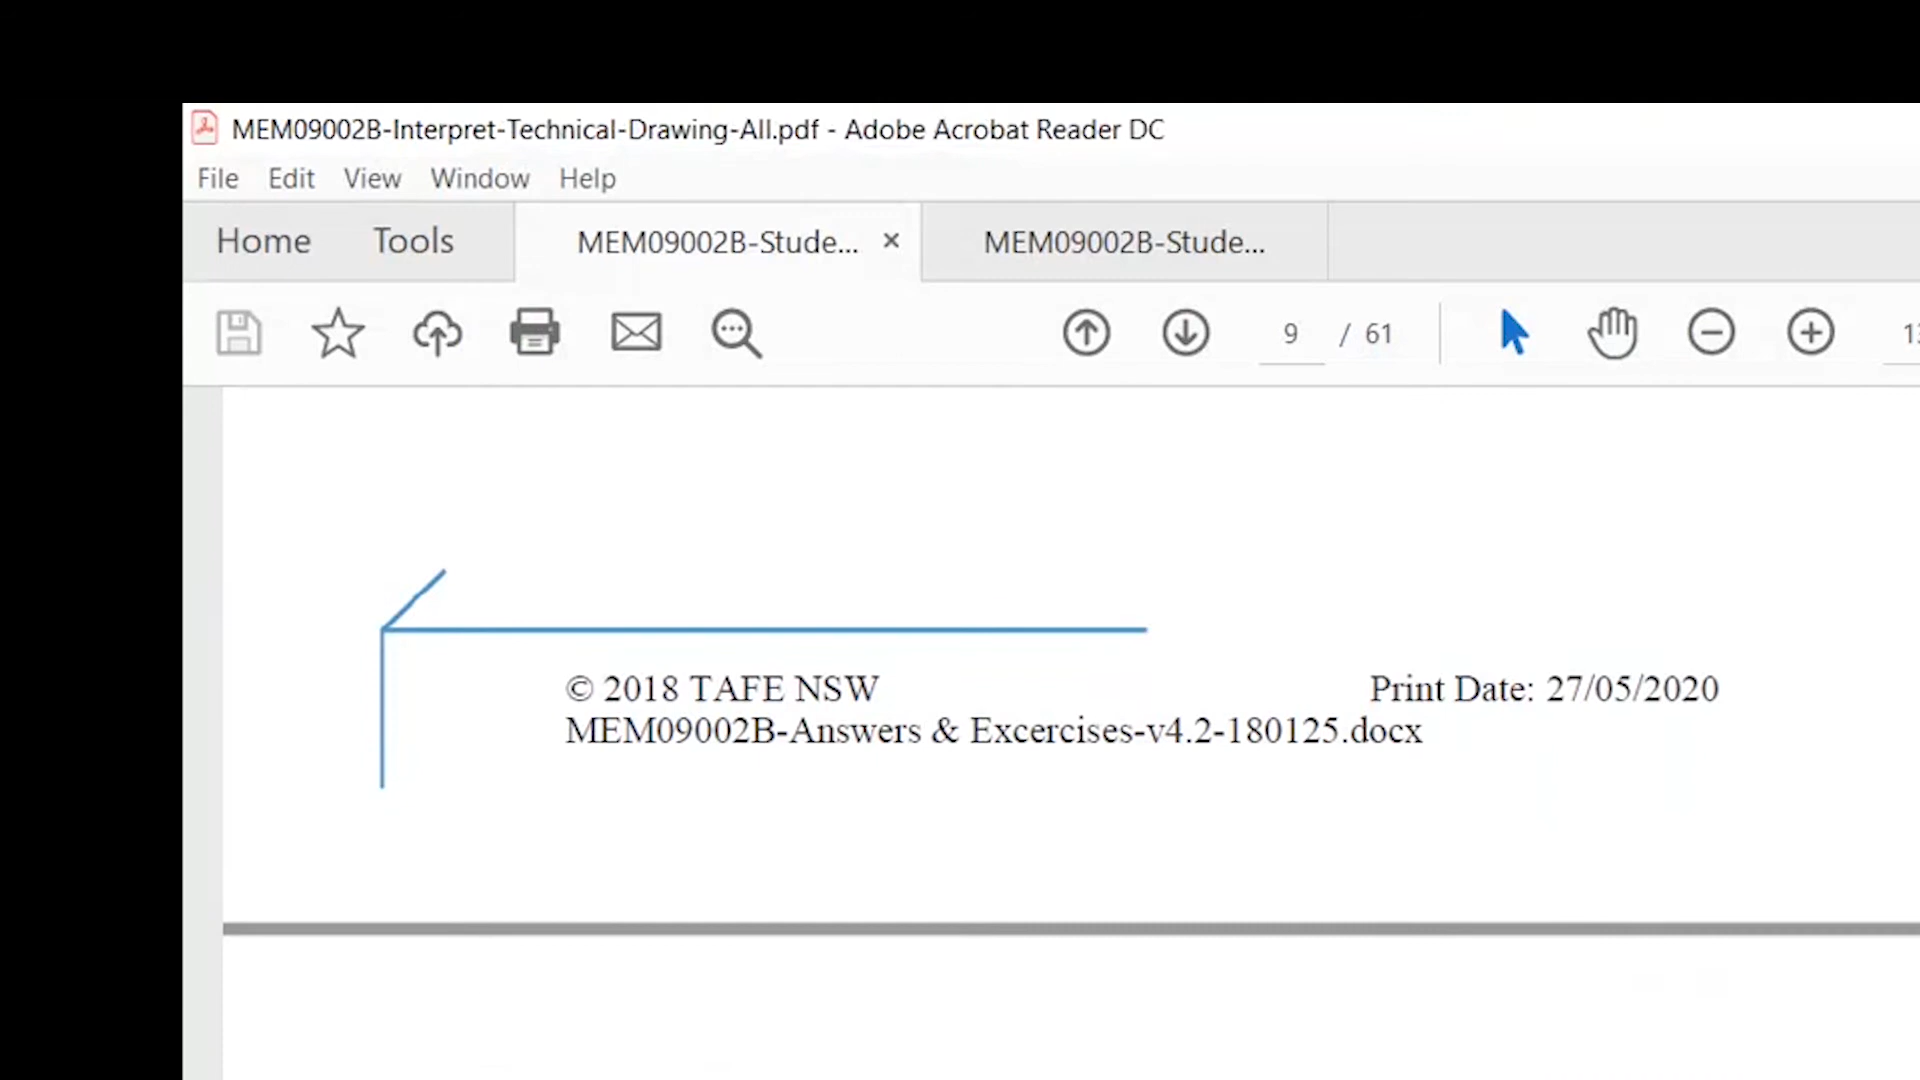 MEM09002B-Interpret-Technical-Drawing-All.pdf - Adobe Acrobat Reader DC
File Edit View Window Help
Home Tools MEM09002B-Stude... × MEM09002B-Stude...
9 / 61
© 2018 TAFE NSW Print Date: 27/05/2020
MEM09002B-Answers & Excercises-v4.2-180125.docx